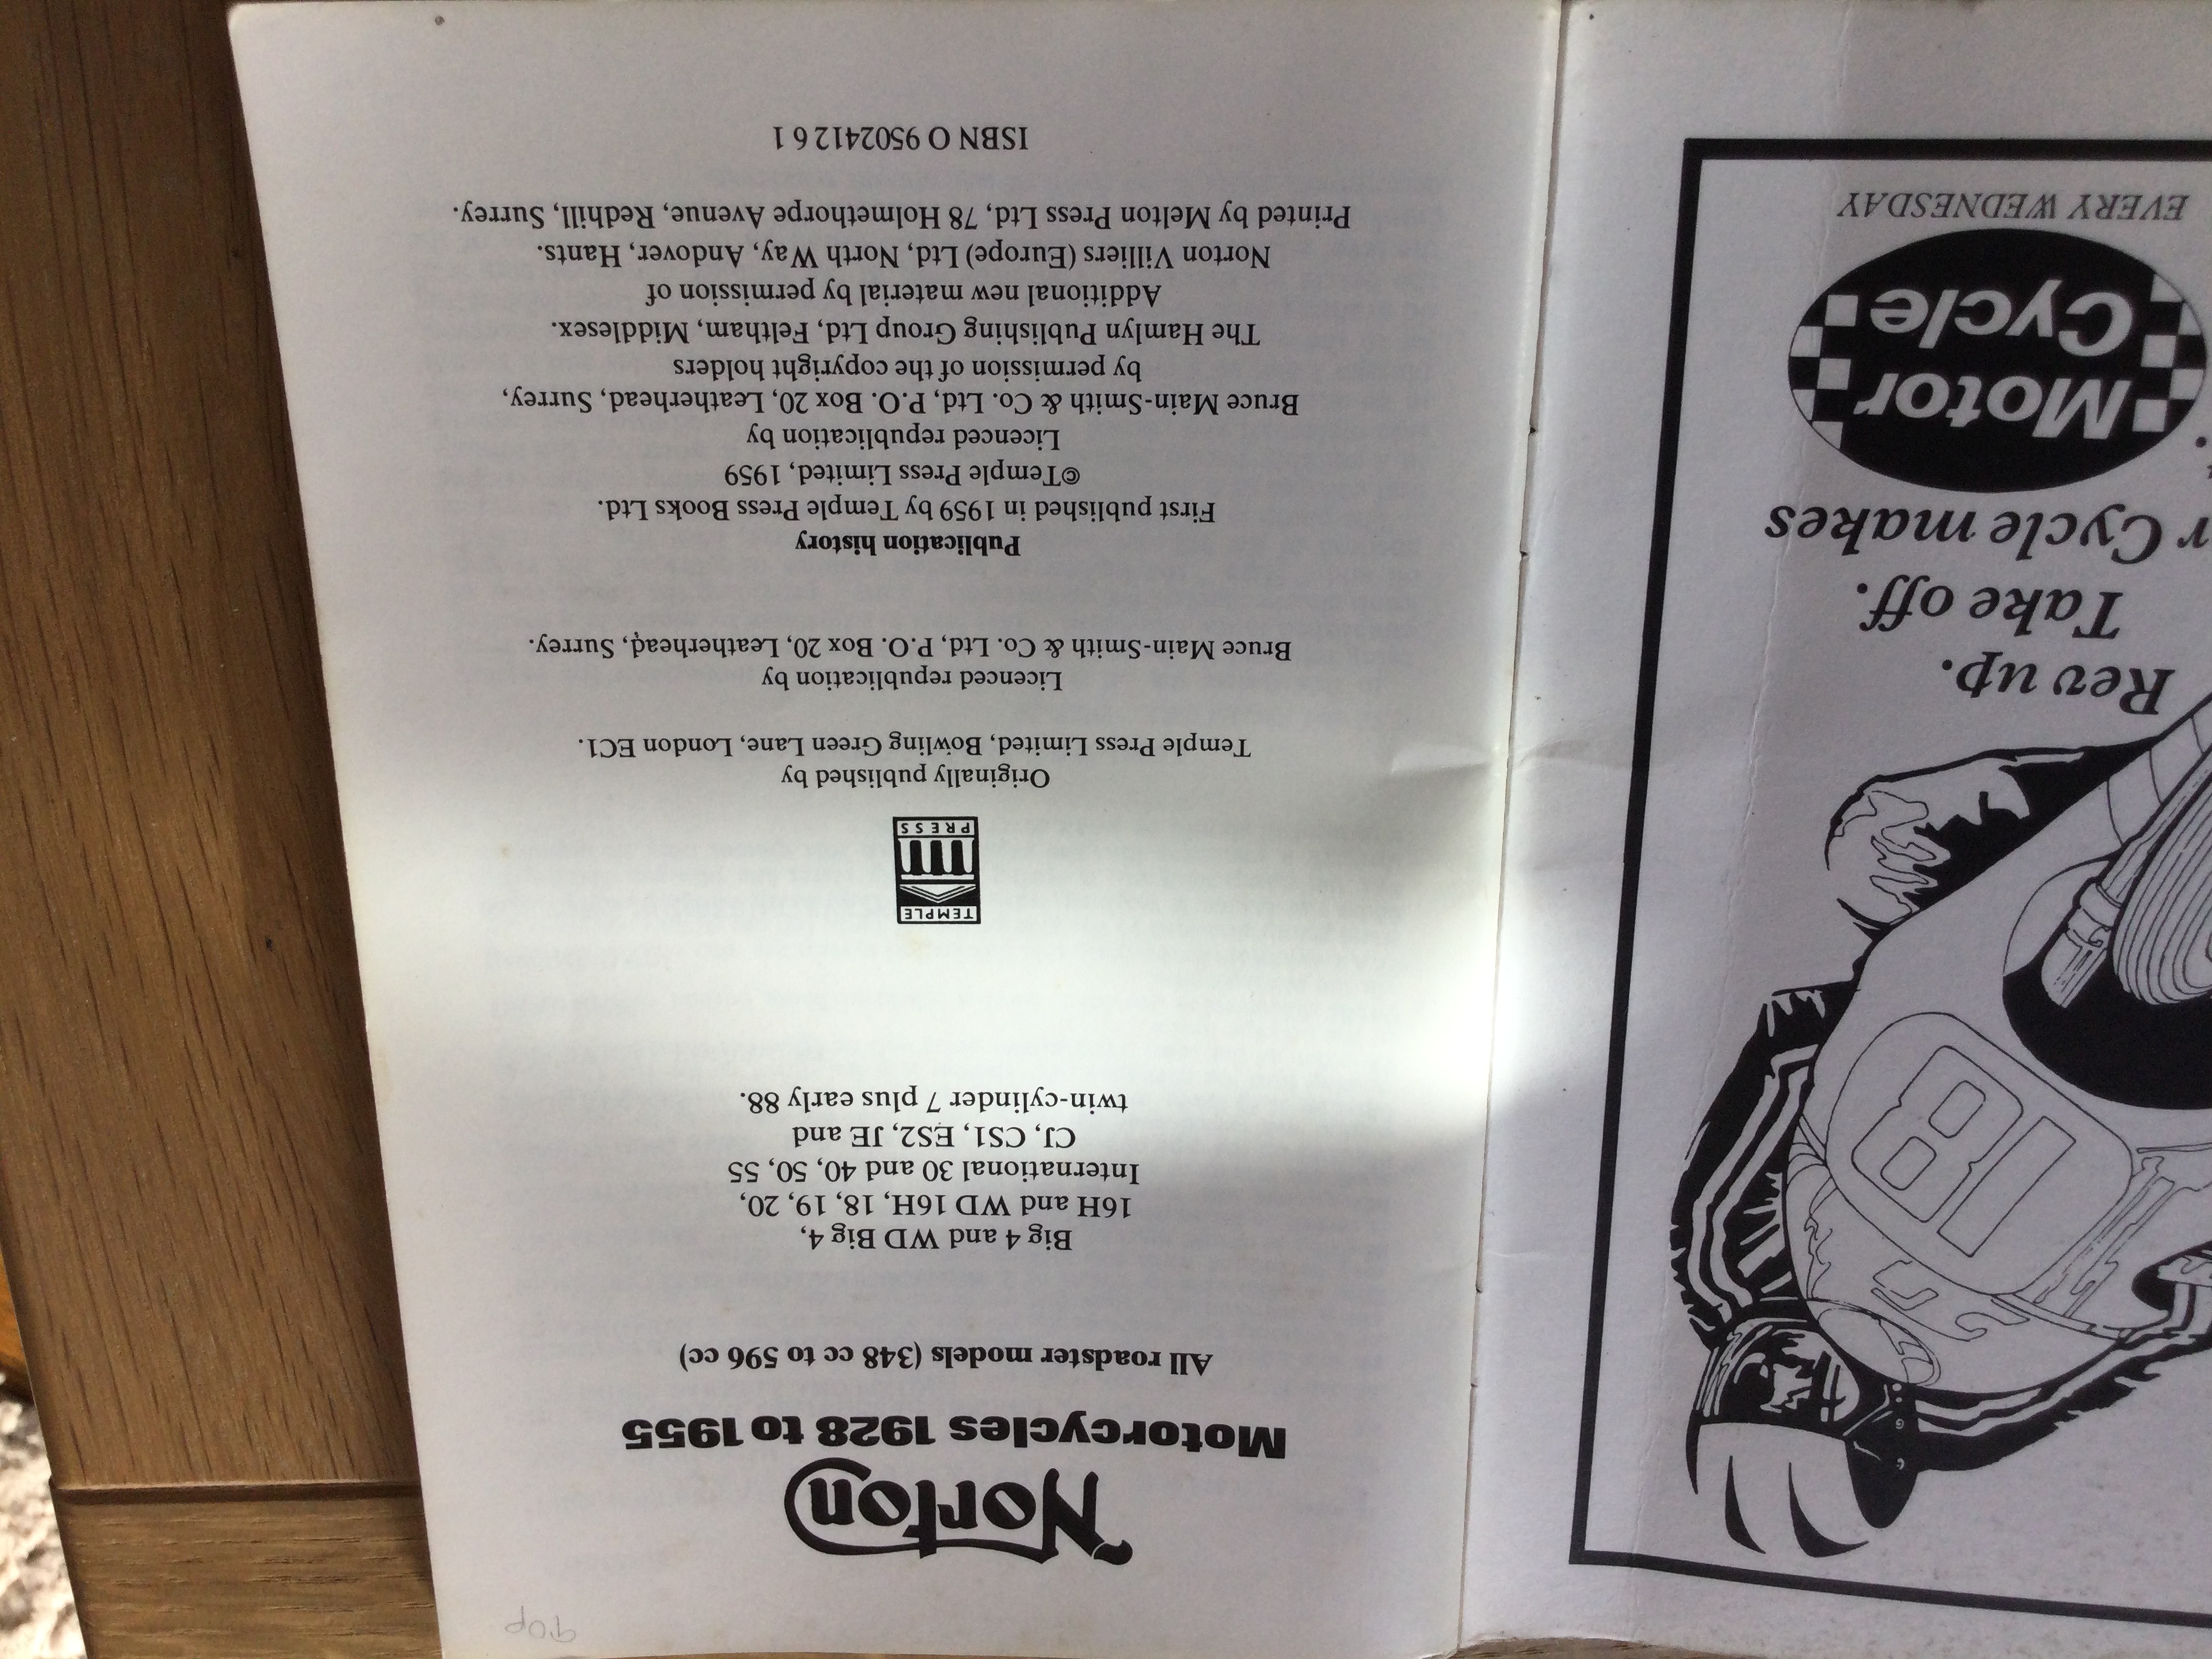 90p
Norton
Motorcycles 1928 to 1955
All roadster models (348 cc to 596 cc)
Big 4 and WD Big 4,
16H and WD 16H, 18, 19, 20,
International 30 and 40, 50, 55
CJ, CS1, ES2, JE and
twin-cylinder 7 plus early 88.
TEMPLE
PRESS
Originally published by
Temple Press Limited, Bowling Green Lane, London EC1.
Licenced republication by
Bruce Main-Smith & Co. Ltd, P.O. Box 20, Leatherhead, Surrey.
Publication history
First published in 1959 by Temple Press Books Ltd.
©Temple Press Limited, 1959
Licenced republication by
Bruce Main-Smith & Co. Ltd, P.O. Box 20, Leatherhead, Surrey,
by permission of the copyright holders
The Hamlyn Publishing Group Ltd, Feltham, Middlesex.
Additional new material by permission of
Norton Villiers (Europe) Ltd, North Way, Andover, Hants.
Printed by Melton Press Ltd, 78 Holmethorpe Avenue, Redhill, Surrey.
ISBN O 9502412 6 1
18
Rev up.
Take off.
r Cycle makes
Motor
Cycle
EVERY WEDNESDAY